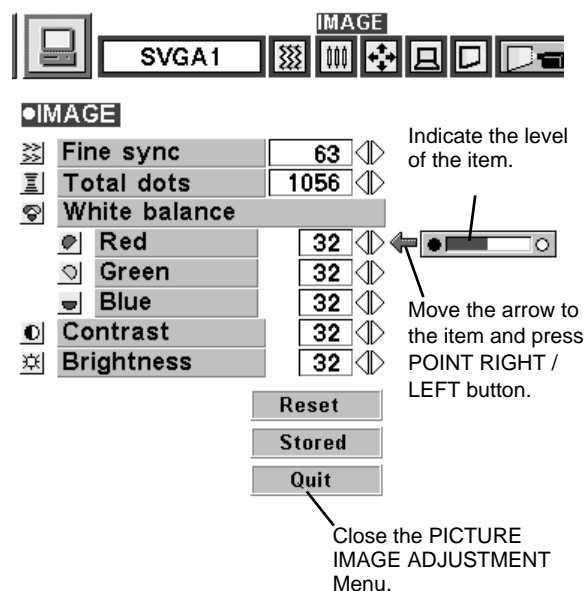 IMAGE
SVGA1
●IMAGE
Fine sync 63
Total dots 1056
White balance
Red 32
Green 32
Blue 32
Contrast 32
Brightness 32
Reset
Stored
Quit
Indicate the level
of the item.
Move the arrow to
the item and press
POINT RIGHT /
LEFT button.
Close the PICTURE
IMAGE ADJUSTMENT
Menu.